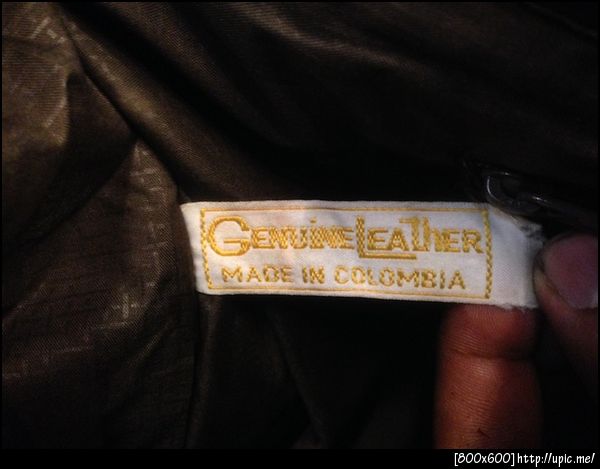 GENUINE LEATHER
MADE IN COLOMBIA
[800x600]http://upic.me/